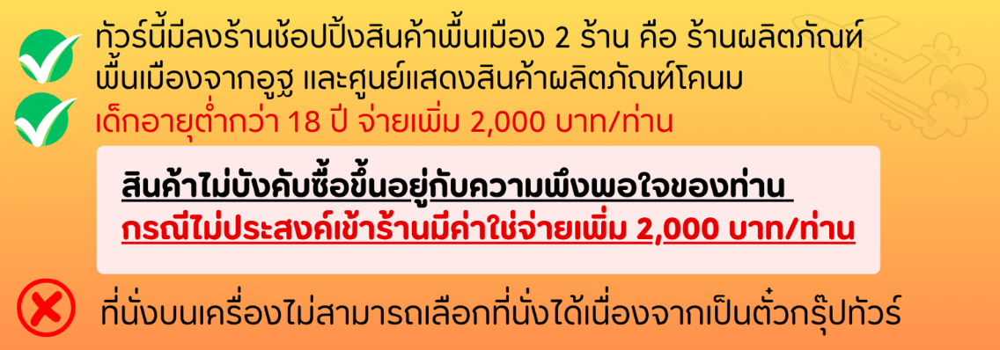 ทัวร์นี้มีลงร้านช้อปปิ้งสินค้าพื้นเมือง 2 ร้าน คือ ร้านผลิตภัณฑ์
พื้นเมืองจากอูฐ และศูนย์แสดงสินค้าผลิตภัณฑ์โคนม
เด็กอายุต่ำกว่า 18 ปี จ่ายเพิ่ม 2,000 บาท/ท่าน
สินค้าไม่บังคับซื้อขึ้นอยู่กับความพึงพอใจของท่าน
กรณีไม่ประสงค์เข้าร้านมีค่าใช่จ่ายเพิ่ม 2,000 บาท/ท่าน
ที่นั่งบนเครื่องไม่สามารถเลือกที่นั่งได้เนื่องจากเป็นตั๋วกรุ๊ปทัวร์